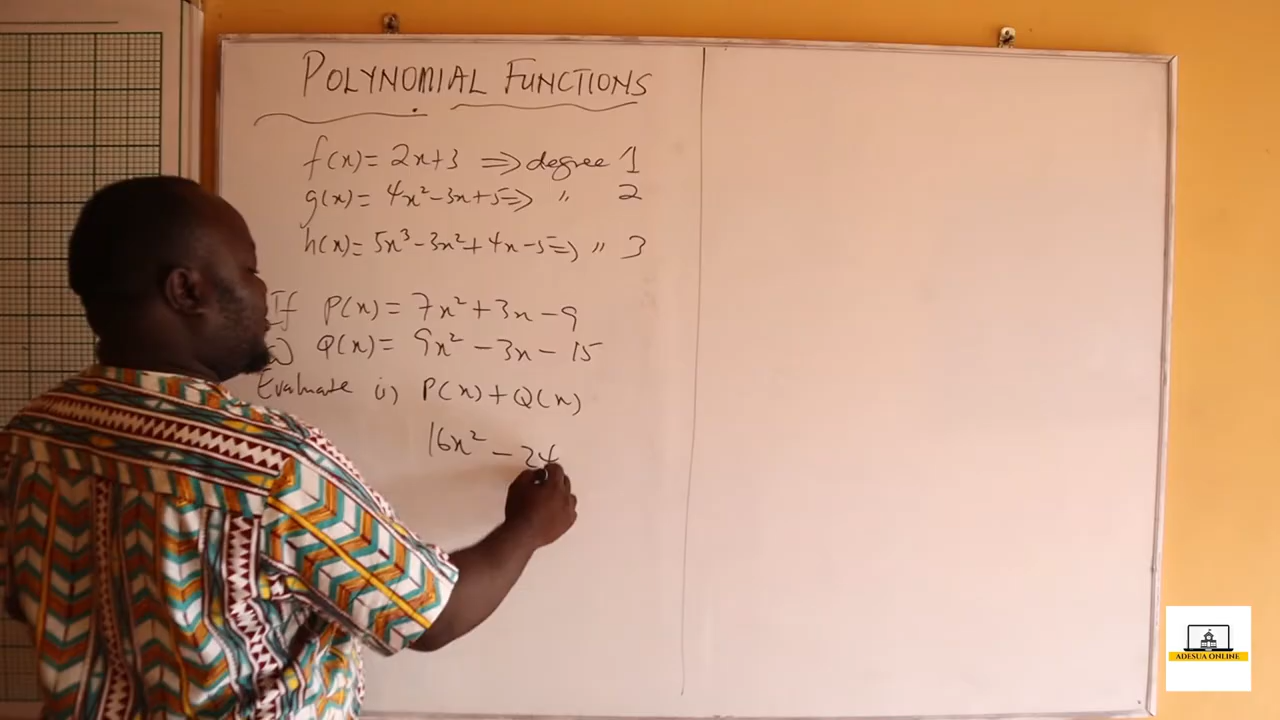 POLYNOMIAL FUNCTIONS
f(x) = 2x+3 ⇒ degree 1
g(x) = 4x² - 3x + 5 ⇒ " 2
h(x) = 5x³ - 3x² + 4x - 5 ⇒ " 3
If P(x) = 7x² + 3x - 9
Q(x) = 9x² - 3x - 15
Evaluate i) P(x) + Q(x)
16x² - 24
ADESUA ONLINE